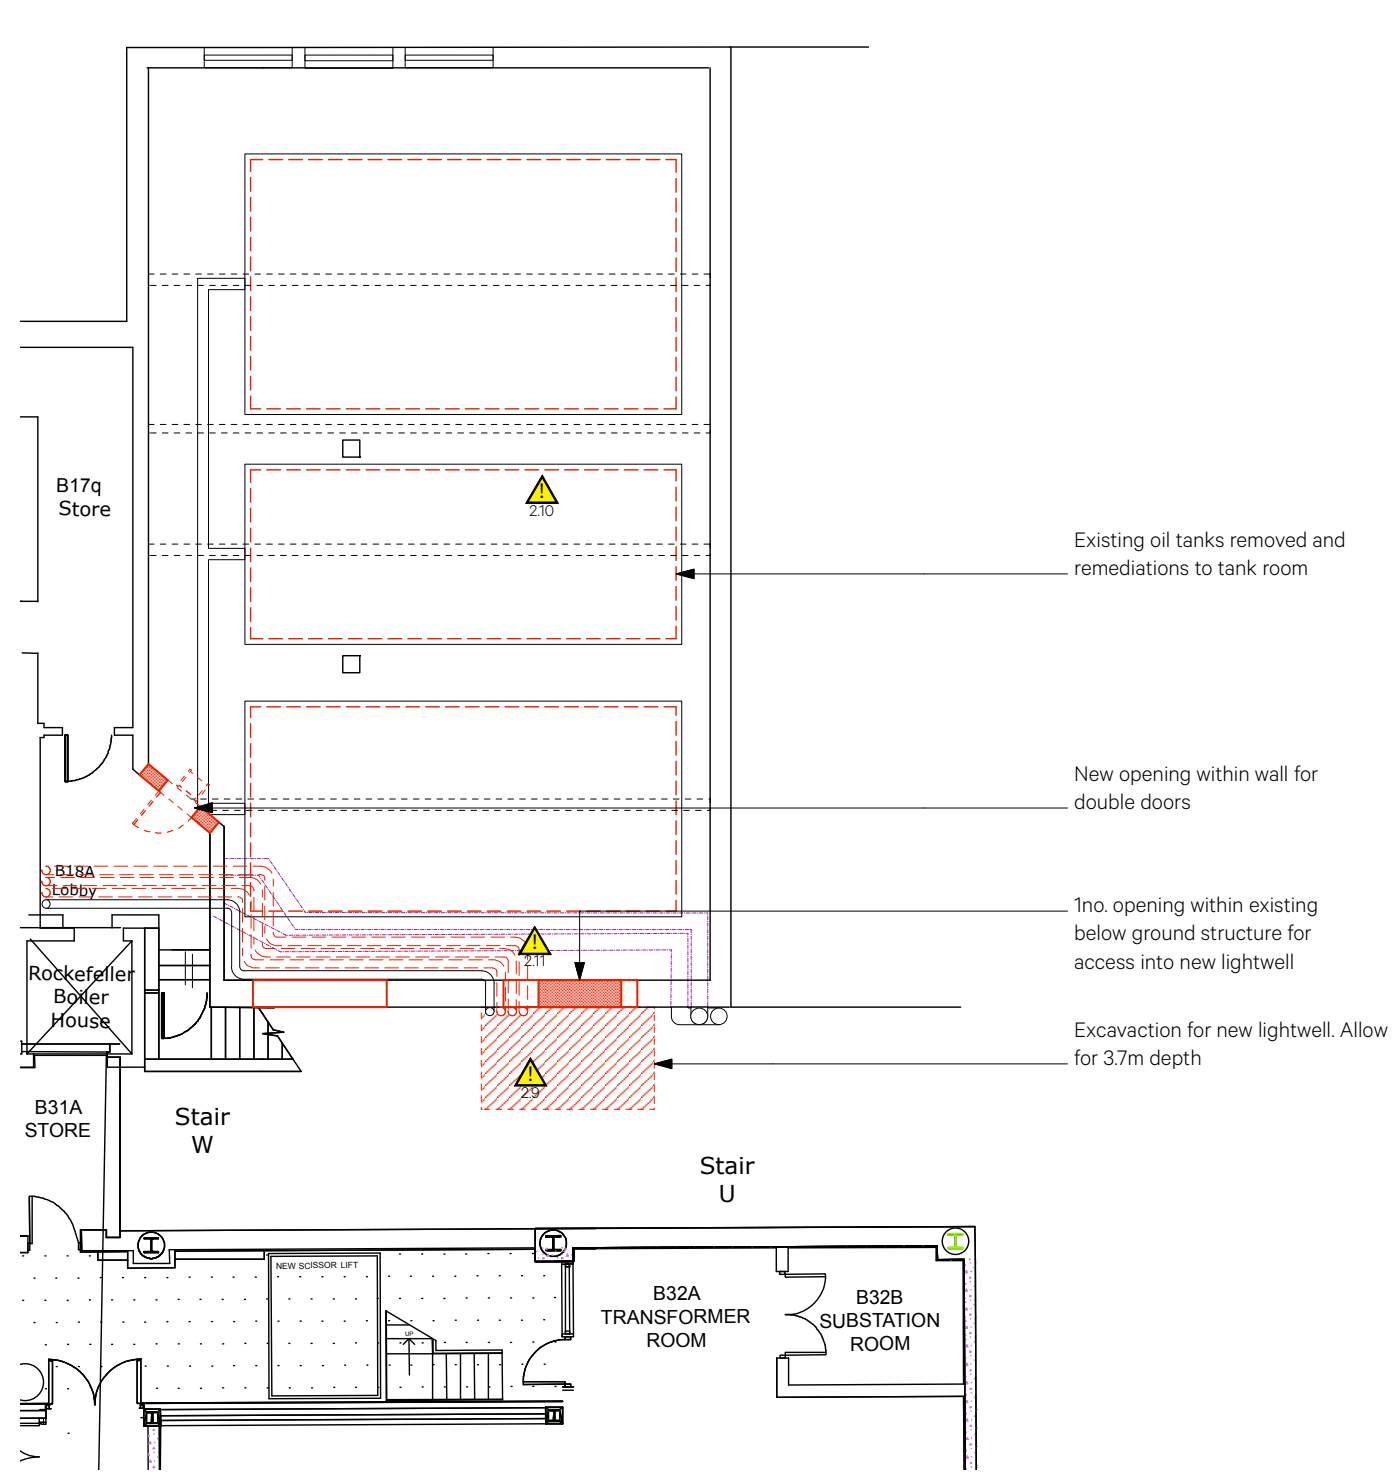 B17q
Store
2.10
Existing oil tanks removed and
remediations to tank room
New opening within wall for
double doors
B18A
Lobby
1no. opening within existing
below ground structure for
access into new lightwell
2.11
Rockefeller
Boiler
House
Excavaction for new lightwell. Allow
for 3.7m depth
2.9
B31A
STORE
Stair
W
Stair
U
NEW SCISSOR LIFT
UP
B32A
TRANSFORMER
ROOM
B32B
SUBSTATION
ROOM